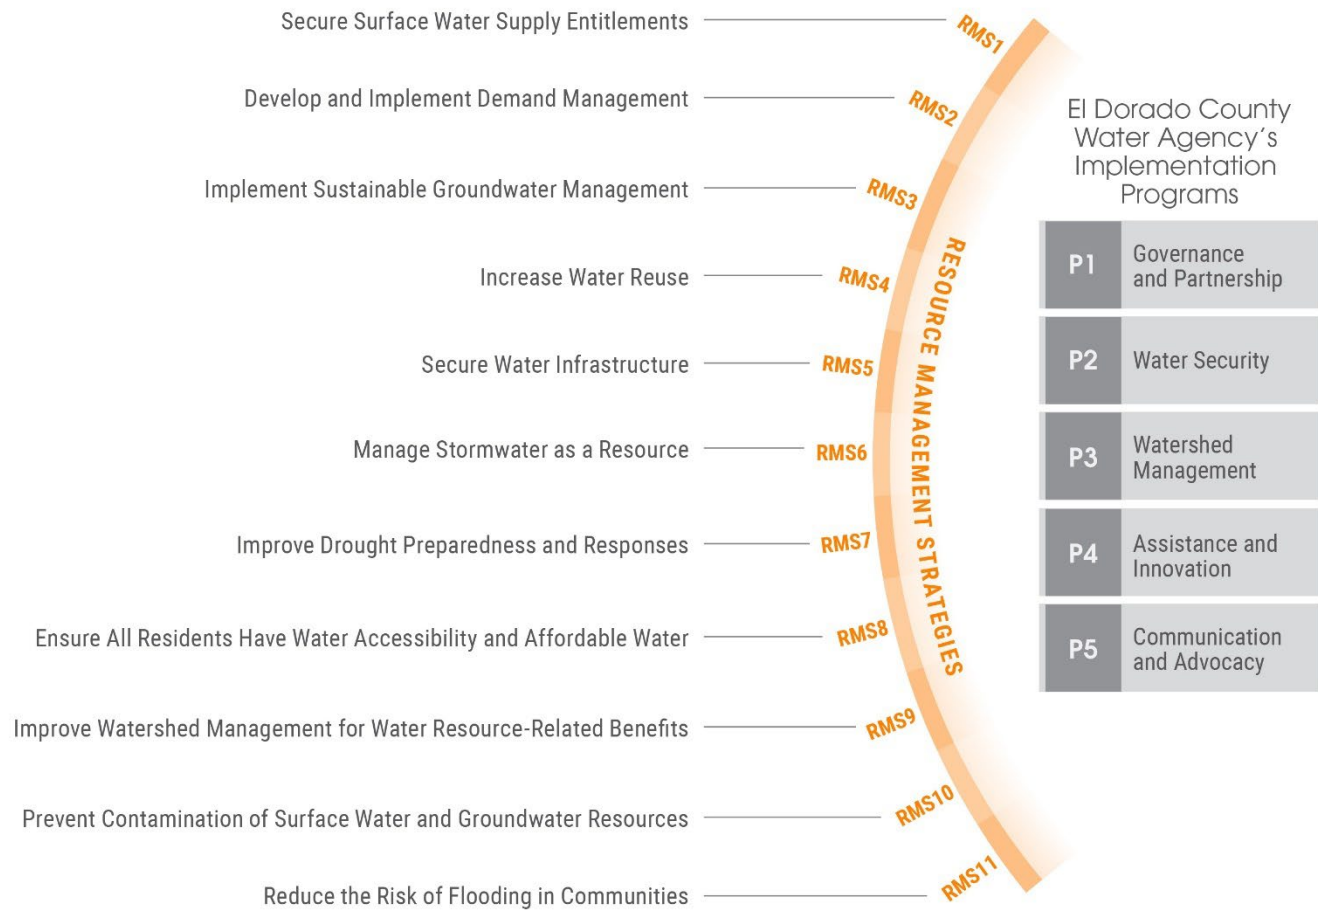 Secure Surface Water Supply Entitlements
RMS1
Develop and Implement Demand Management
RMS2
Implement Sustainable Groundwater Management
RMS3
Increase Water Reuse
RMS4
Secure Water Infrastructure
RMS5
Manage Stormwater as a Resource
RMS6
Improve Drought Preparedness and Responses
RMS7
Ensure All Residents Have Water Accessibility and Affordable Water
RMS8
Improve Watershed Management for Water Resource-Related Benefits
RMS9
Prevent Contamination of Surface Water and Groundwater Resources
RMS10
Reduce the Risk of Flooding in Communities
RMS11
RESOURCE MANAGEMENT STRATEGIES
El Dorado County
Water Agency's
Implementation
Programs
P1
Governance
and Partnership
P2
Water Security
P3
Watershed
Management
P4
Assistance and
Innovation
P5
Communication
and Advocacy